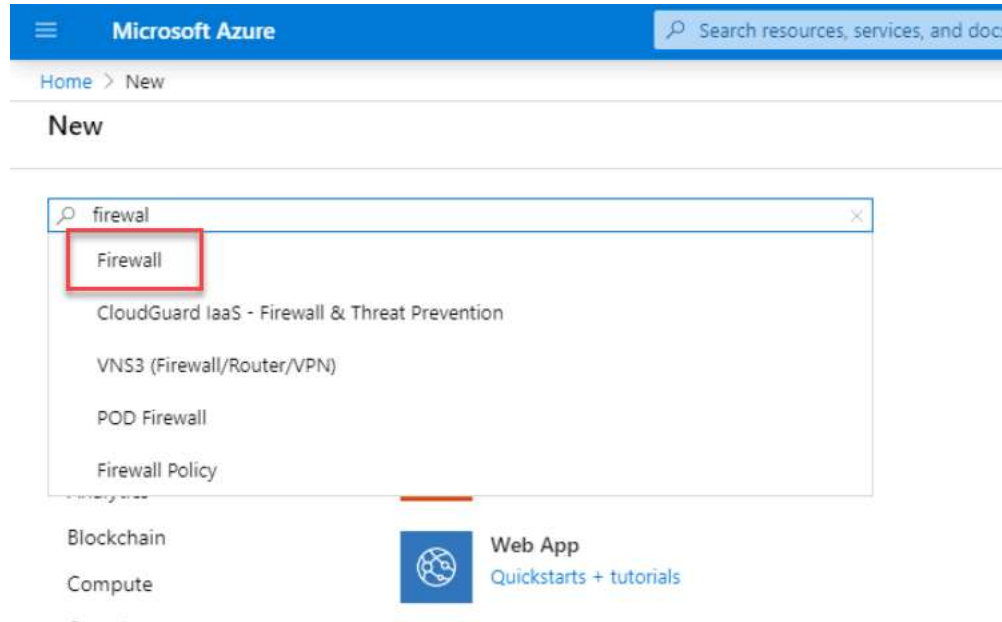 Microsoft Azure
Search resources, services, and docs
Home > New
New
firewal
Firewall
CloudGuard IaaS - Firewall & Threat Prevention
VNS3 (Firewall/Router/VPN)
POD Firewall
Firewall Policy
Blockchain
Web App
Quickstarts + tutorials
Compute